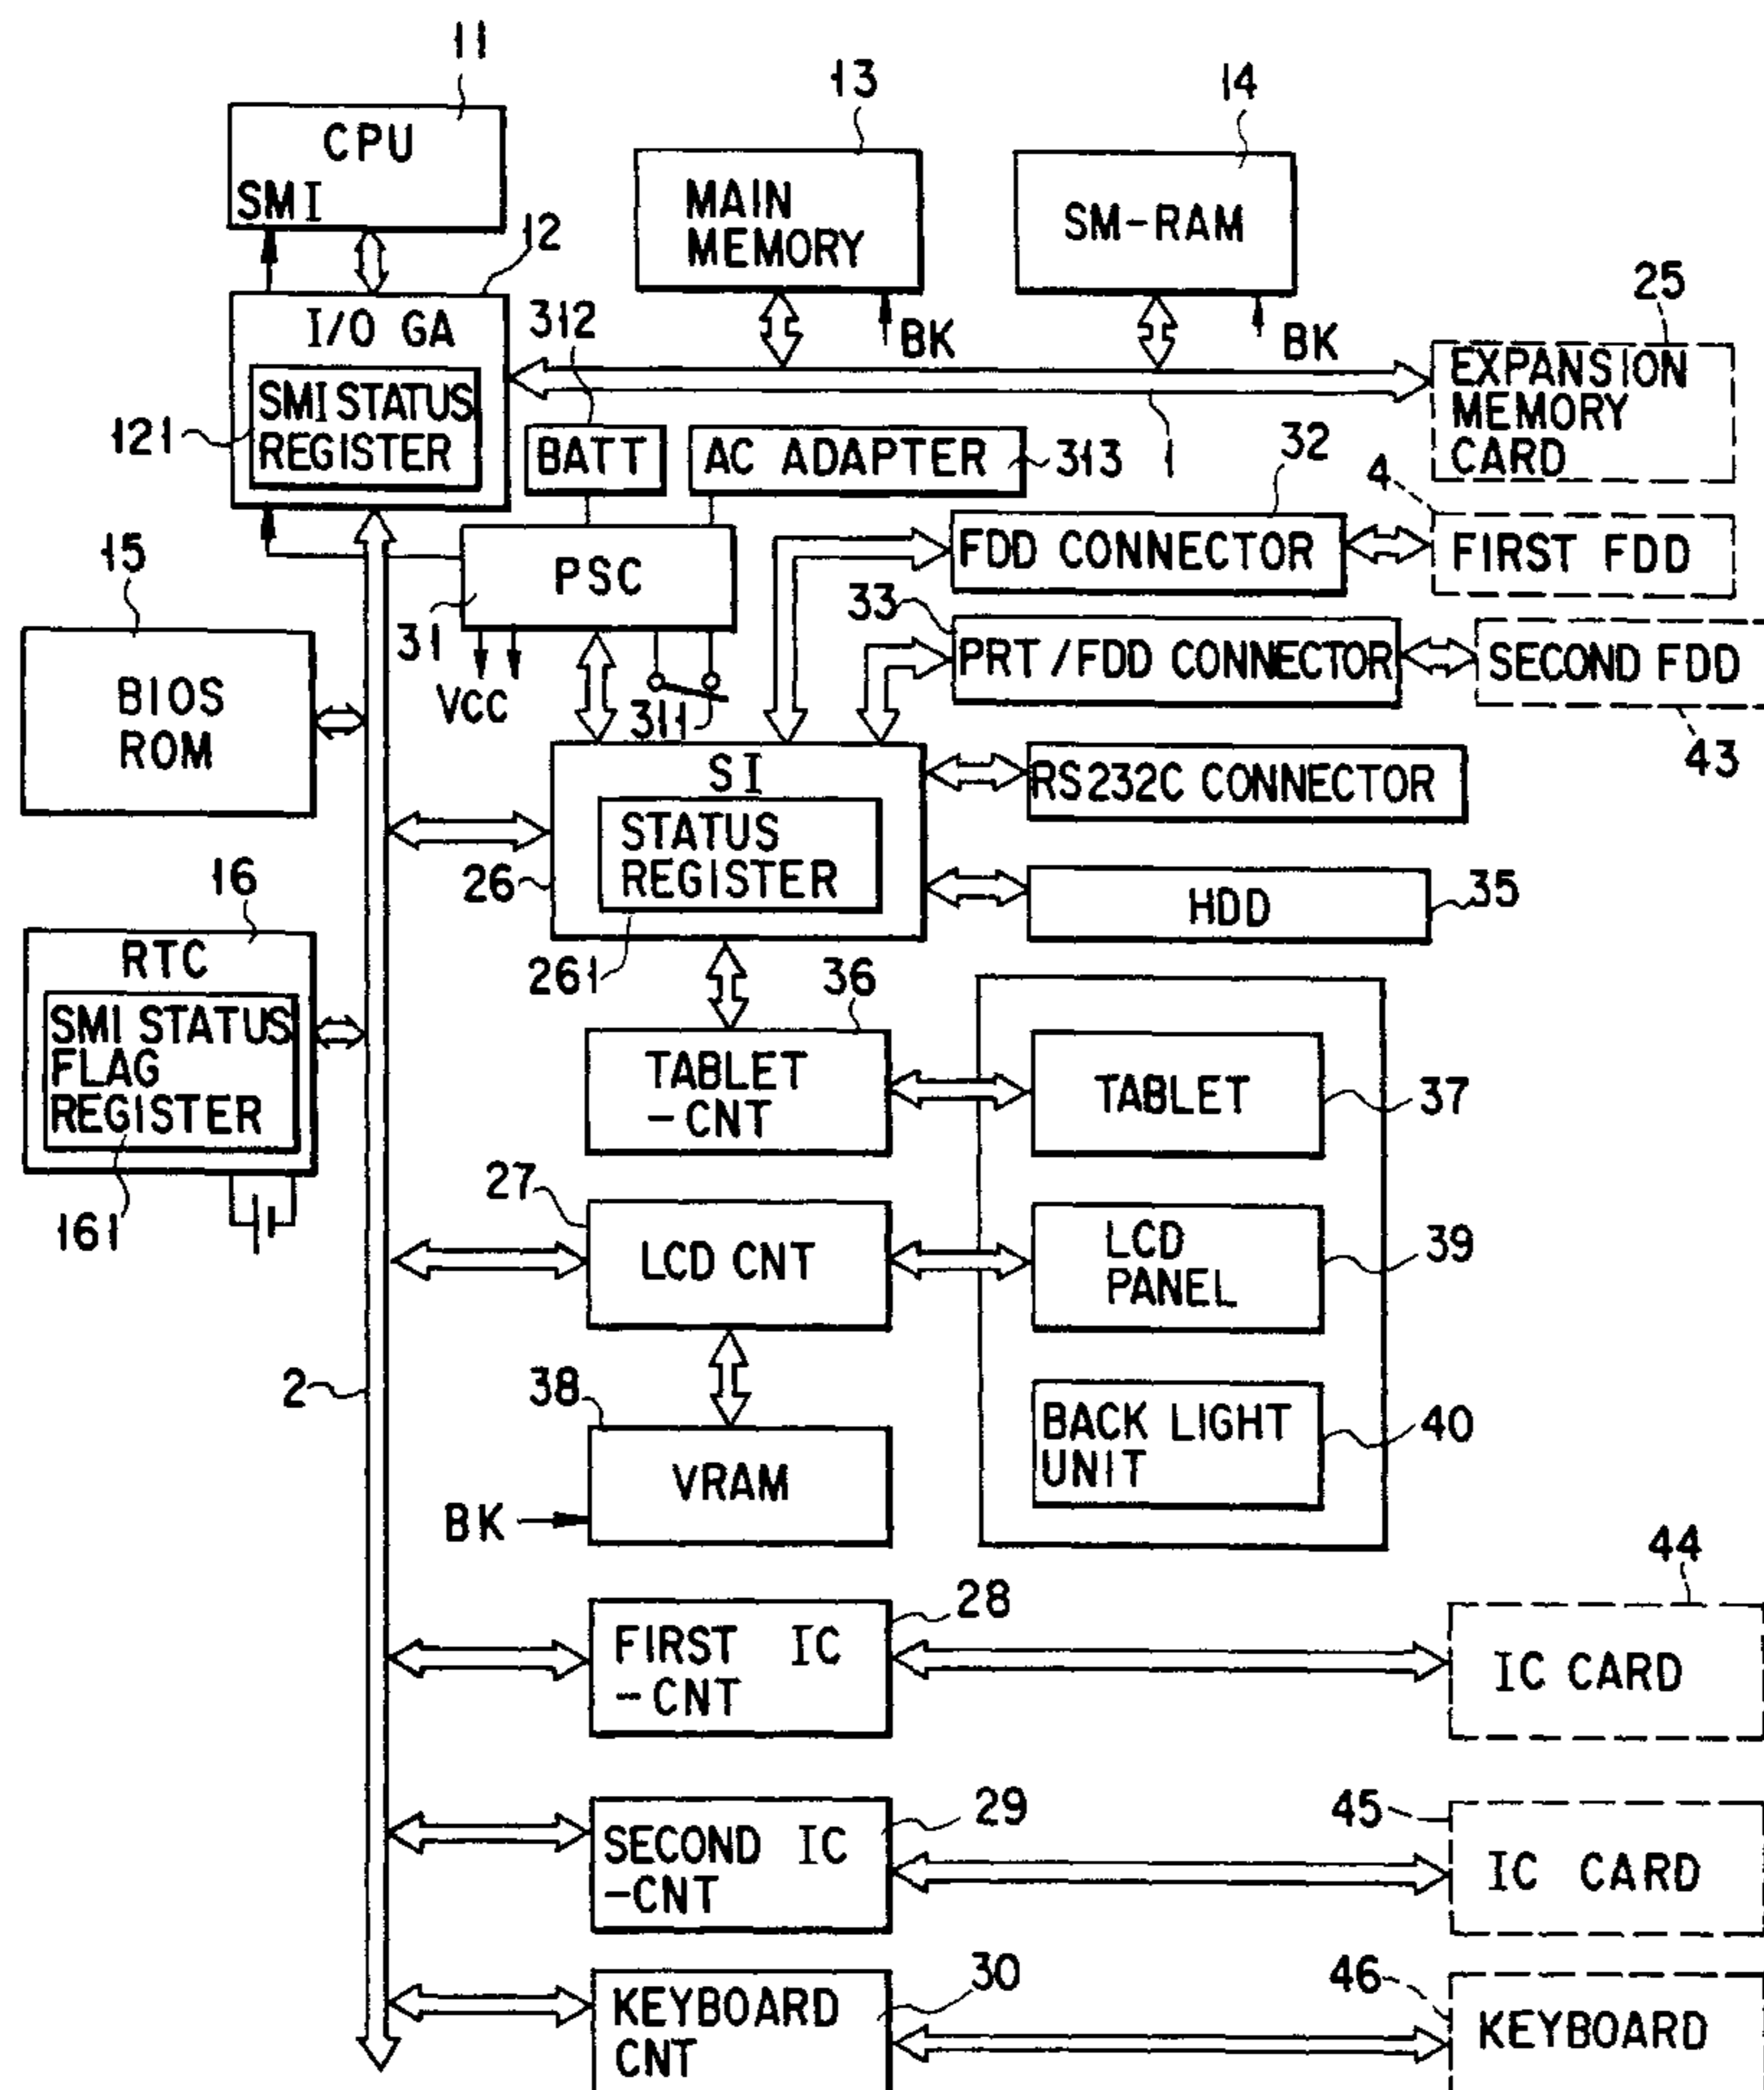 11
CPU
SMI
13
MAIN
MEMORY
14
SM-RAM
12
I/O GA
SMI STATUS
REGISTER
121
312
BATT
AC ADAPTER
313
BK
BK
1
25
EXPANSION
MEMORY
CARD
32
FDD CONNECTOR
4
FIRST FDD
15
BIOS
ROM
PSC
31
VCC
311
33
PRT/FDD CONNECTOR
SECOND FDD
43
SI
STATUS
REGISTER
26
261
RS232C CONNECTOR
HDD
35
16
RTC
SMI STATUS
FLAG
REGISTER
161
36
TABLET
-CNT
TABLET
37
27
LCD CNT
LCD
PANEL
39
2
38
VRAM
BK
BACK LIGHT
UNIT
40
28
FIRST IC
-CNT
44
IC CARD
29
SECOND IC
-CNT
45
IC CARD
30
KEYBOARD
CNT
46
KEYBOARD